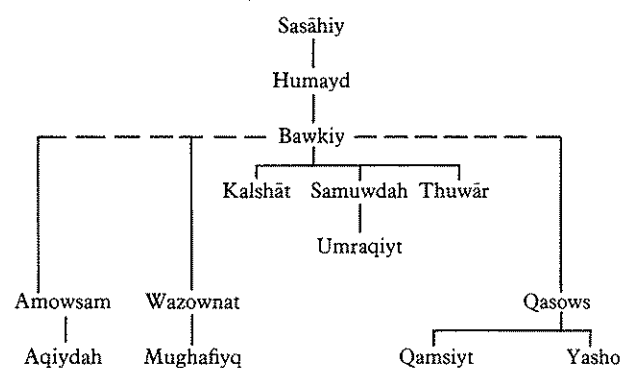 Sasāhiy
Humayd
Bawkiy
Kalshāt Samuwdah Thuwār
Umraqiyt
Amowsam Wazownat Qasows
Aqiydah Mughafiyq Qamsiyt Yasho